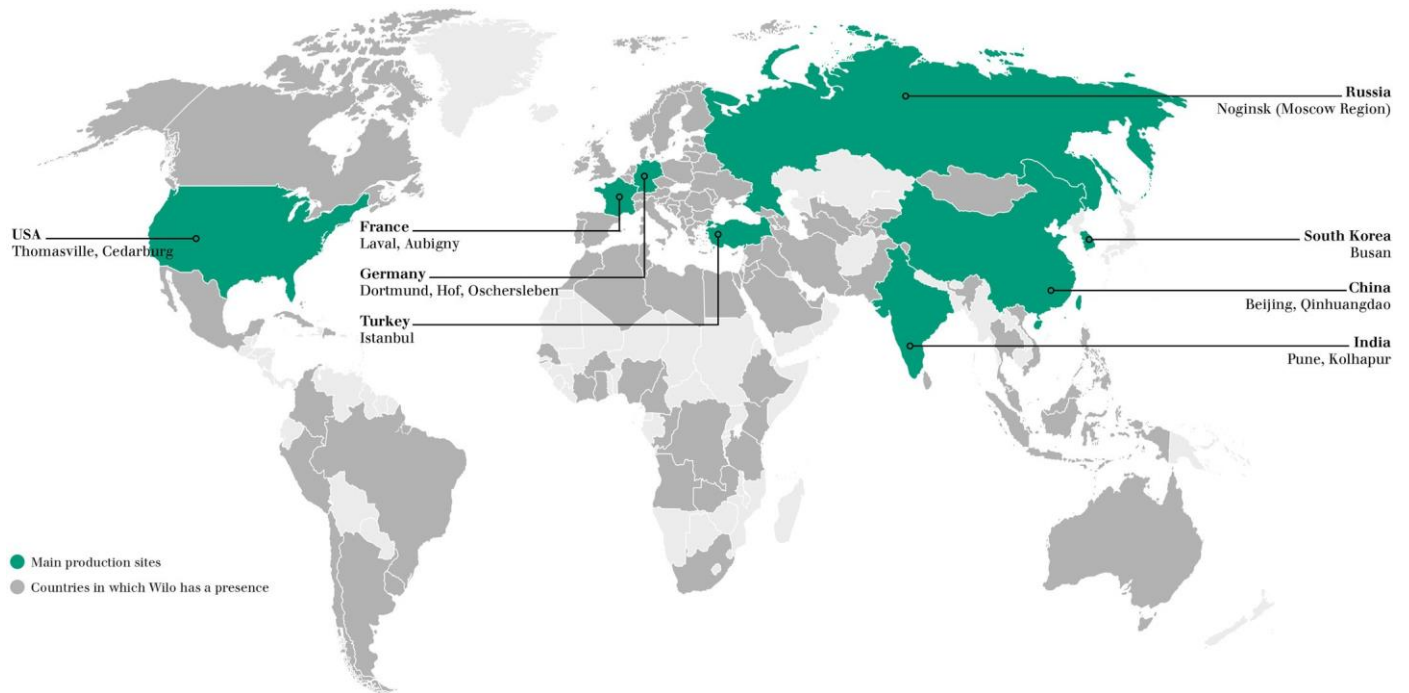 USA
Thomasville, Cedarburg
France
Laval, Aubigny
Germany
Dortmund, Hof, Oschersleben
Turkey
Istanbul
Russia
Noginsk (Moscow Region)
South Korea
Busan
China
Beijing, Qinhuangdao
India
Pune, Kolhapur
Main production sites
Countries in which Wilo has a presence